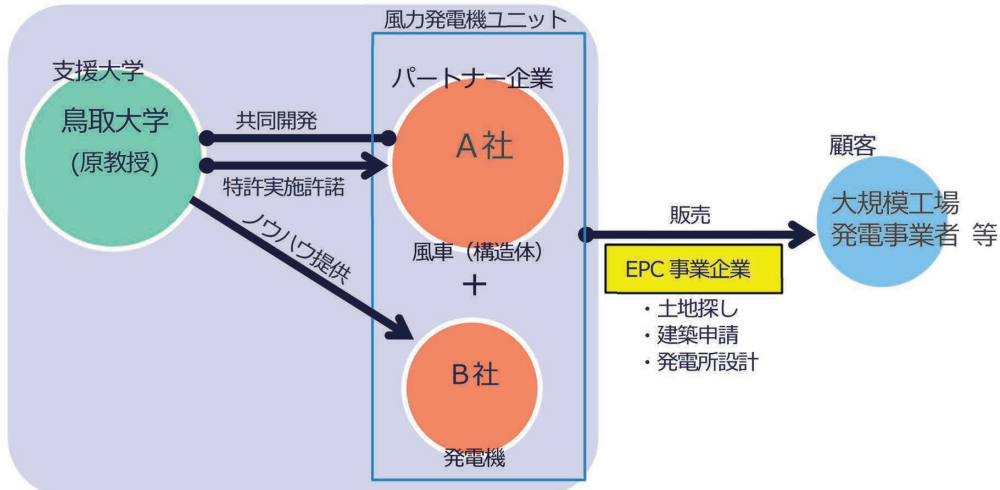 風力発電機ユニット
支援大学
鳥取大学
(原教授)
共同開発
特許実施許諾
ノウハウ提供
パートナー企業
A社
風車（構造体）
+
B社
発電機
販売
EPC 事業企業
・土地探し
・建築申請
・発電所設計
顧客
大規模工場
発電事業者 等